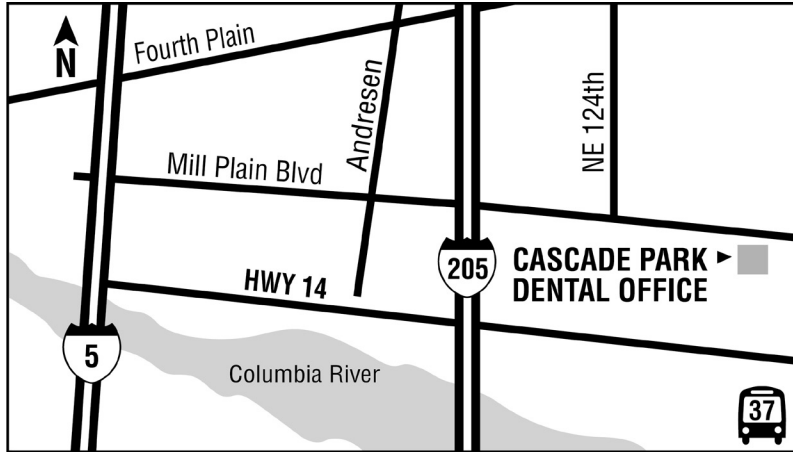 N
Fourth Plain
Andresen
NE 124th
Mill Plain Blvd
205
CASCADE PARK
DENTAL OFFICE
HWY 14
5
Columbia River
37